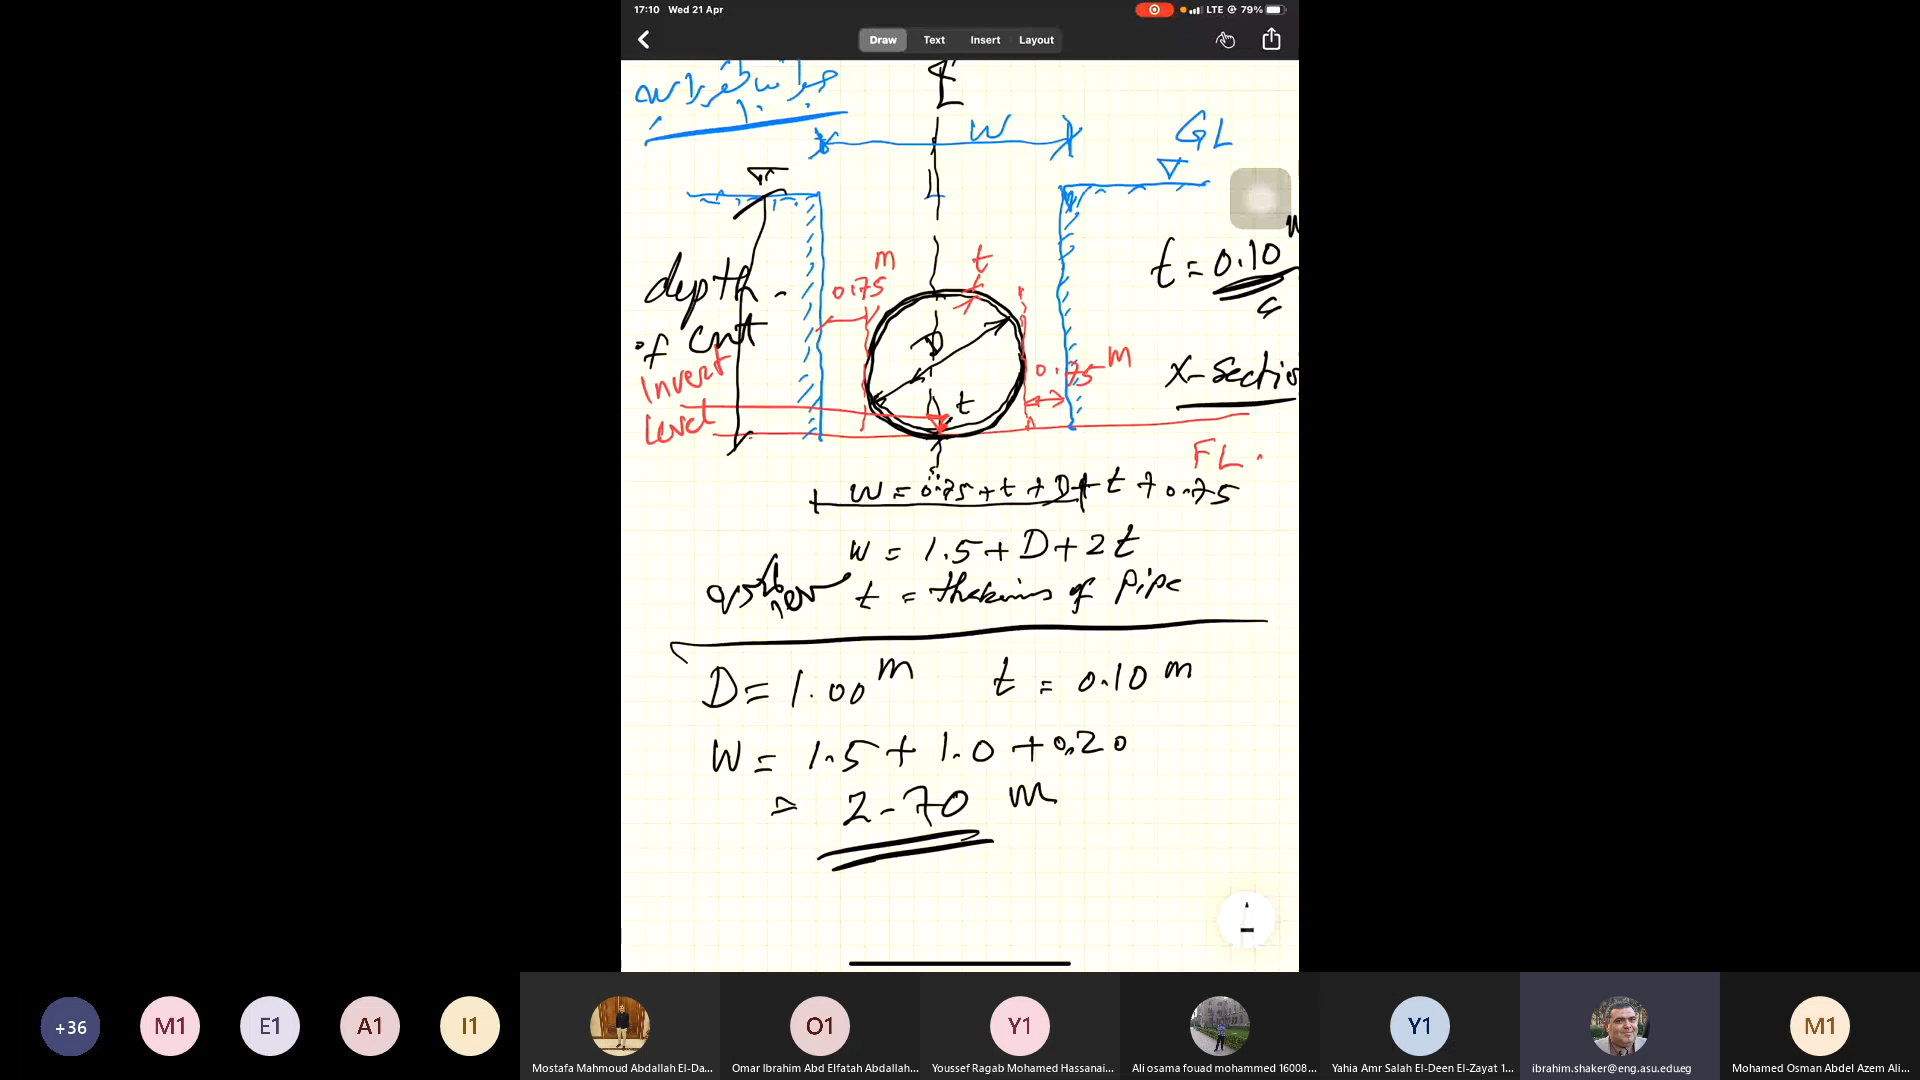 17:10 Wed 21 Apr
LTE 79%
Draw Text Insert Layout
W
GL
m
t
0.75
t = 0.10
depth
of cut
D
0.75 m
Invert
Level
t
x-sectio
FL
W = 0.75 + t + D + t + 0.75
W = 1.5 + D + 2t
t = of pipe
D = 1.00 m t = 0.10 m
W = 1.5 + 1.0 + 0.20
= 2.70 m
+36
M1
E1
A1
I1
O1
Y1
Y1
M1
Mostafa Mahmoud Abdallah El-Da...
Omar Ibrahim Abd Elfatah Abdallah...
Youssef Ragab Mohamed Hassanai...
Ali osama fouad mohammed 16008...
Yahia Amr Salah El-Deen El-Zayat 1...
ibrahim.shaker@eng.asu.edu.eg
Mohamed Osman Abdel Azem Ali...